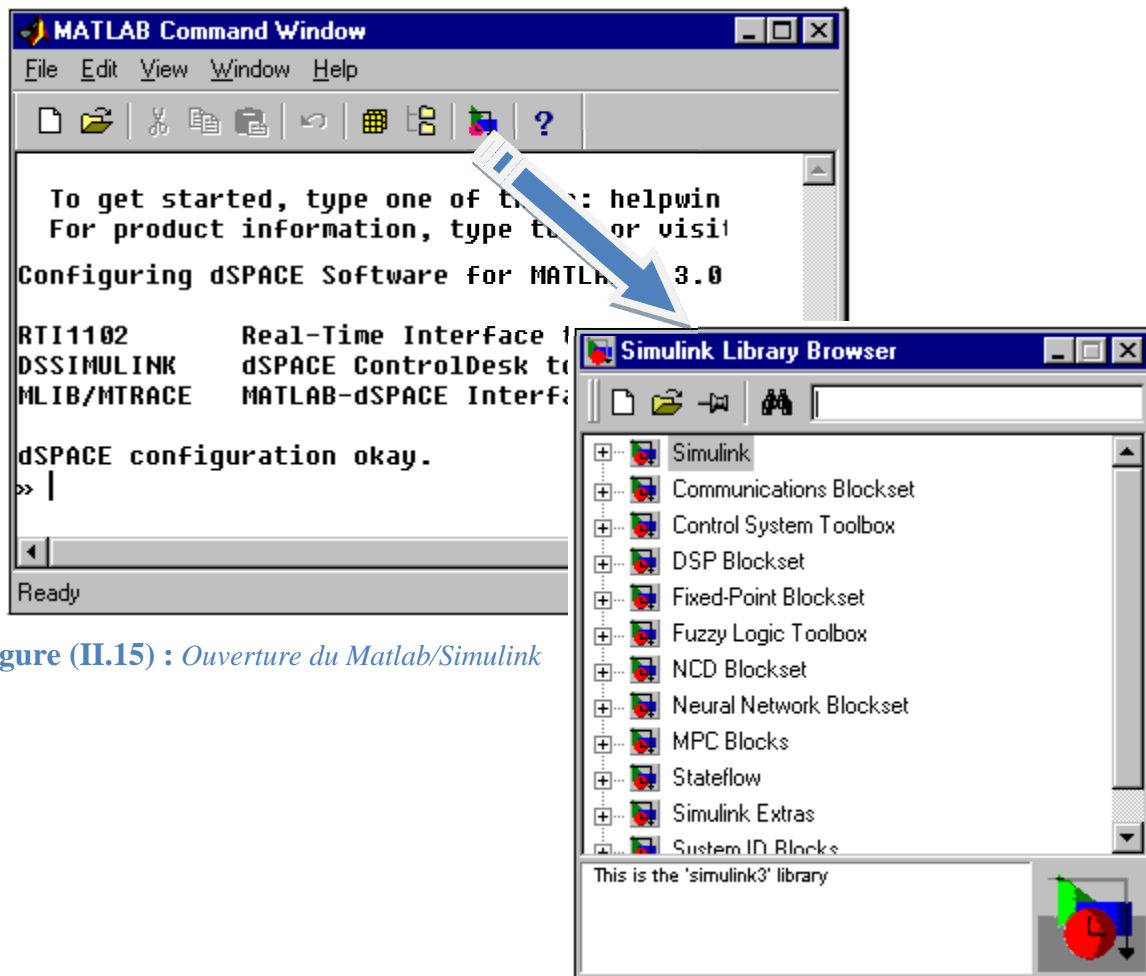 MATLAB Command Window
File Edit View Window Help
?
To get started, type one of : helpwin
For product information, type or visit
Configuring dSPACE Software for 3.0
RTI1102 Real-Time Interface
DSSIMULINK dSPACE ControlDesk
MLIB/MTRACE MATLAB-dSPACE
dSPACE configuration okay.
»
Ready
Simulink Library Browser
Simulink
Communications Blockset
Control System Toolbox
DSP Blockset
Fixed-Point Blockset
Fuzzy Logic Toolbox
NCD Blockset
Neural Network Blockset
MPC Blocks
Stateflow
Simulink Extras
System ID Blocks
This is the 'simulink3' library
gure (II.15) : Ouverture du Matlab/Simulink